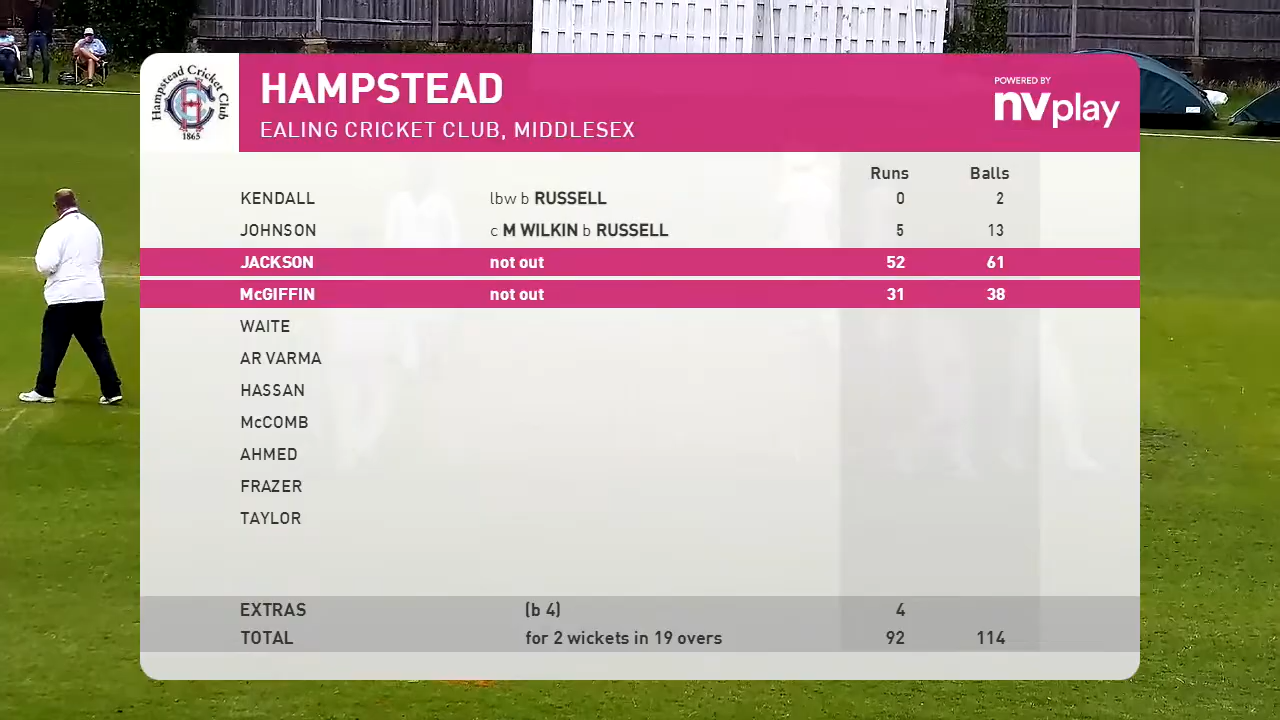 Hampstead Cricket Club
1865
HAMPSTEAD
EALING CRICKET CLUB, MIDDLESEX
POWERED BY
nvplay
Runs Balls
KENDALL lbw b RUSSELL 0 2
JOHNSON c M WILKIN b RUSSELL 5 13
JACKSON not out 52 61
McGIFFIN not out 31 38
WAITE
AR VARMA
HASSAN
McCOMB
AHMED
FRAZER
TAYLOR
EXTRAS (b 4) 4
TOTAL for 2 wickets in 19 overs 92 114